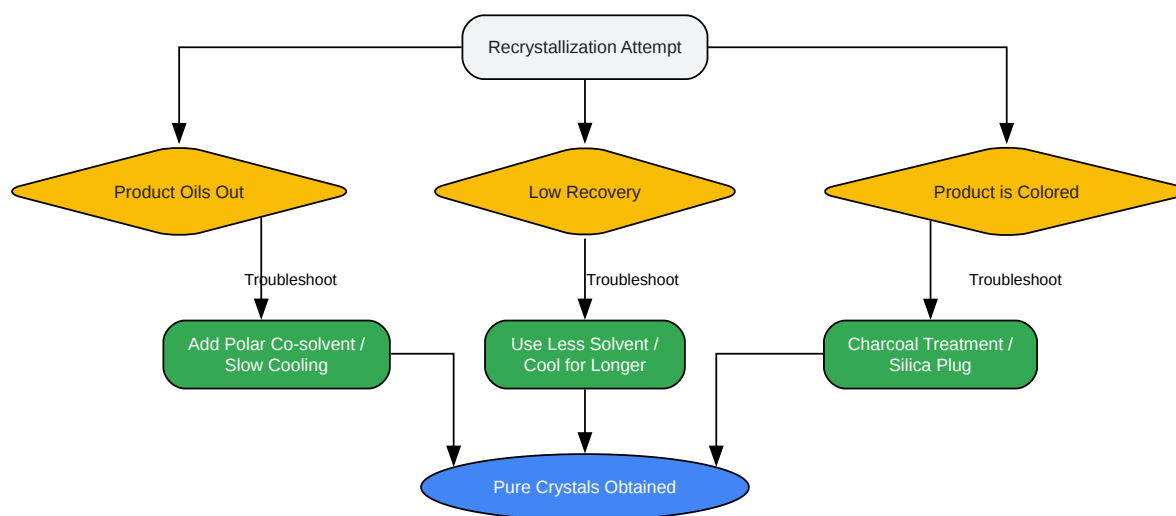 Recrystallization Attempt
Product Oils Out
Low Recovery
Product is Colored
Troubleshoot
Troubleshoot
Troubleshoot
Add Polar Co-solvent /
Slow Cooling
Use Less Solvent /
Cool for Longer
Charcoal Treatment /
Silica Plug
Pure Crystals Obtained